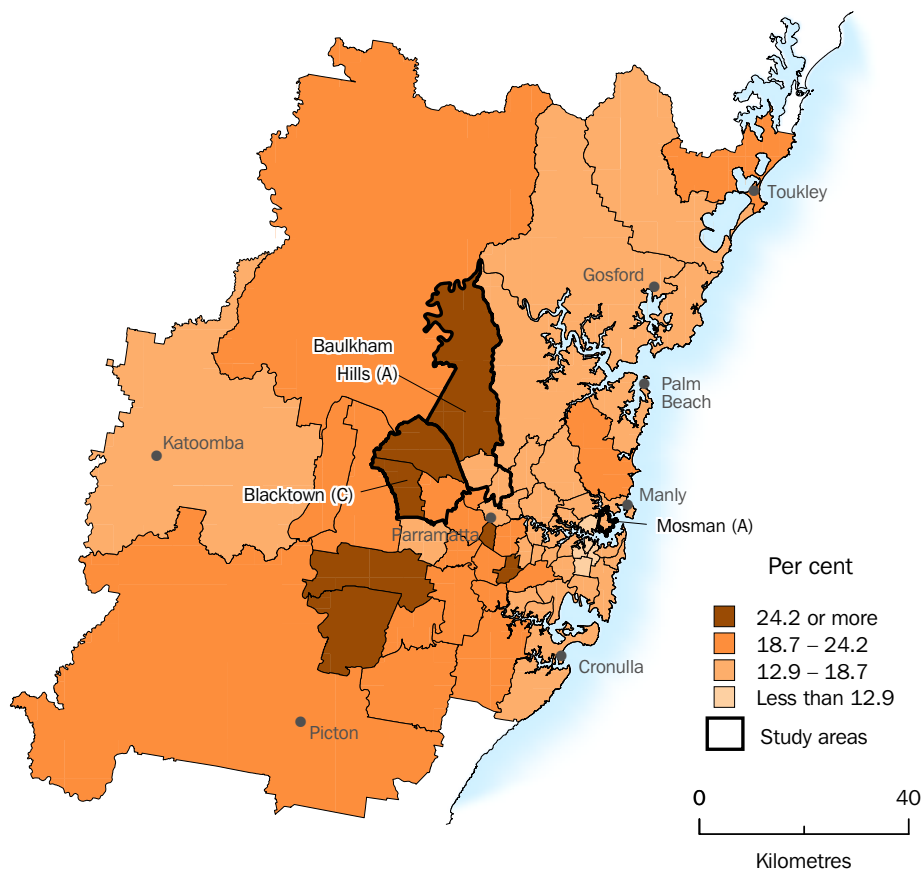 Toukley
Gosford
Baulkham
Hills (A)
Palm
Beach
Katoomba
Blacktown (C)
Manly
Parramatta
Mosman (A)
Per cent
24.2 or more
18.7 – 24.2
12.9 – 18.7
Less than 12.9
Study areas
Cronulla
Picton
0 40
Kilometres